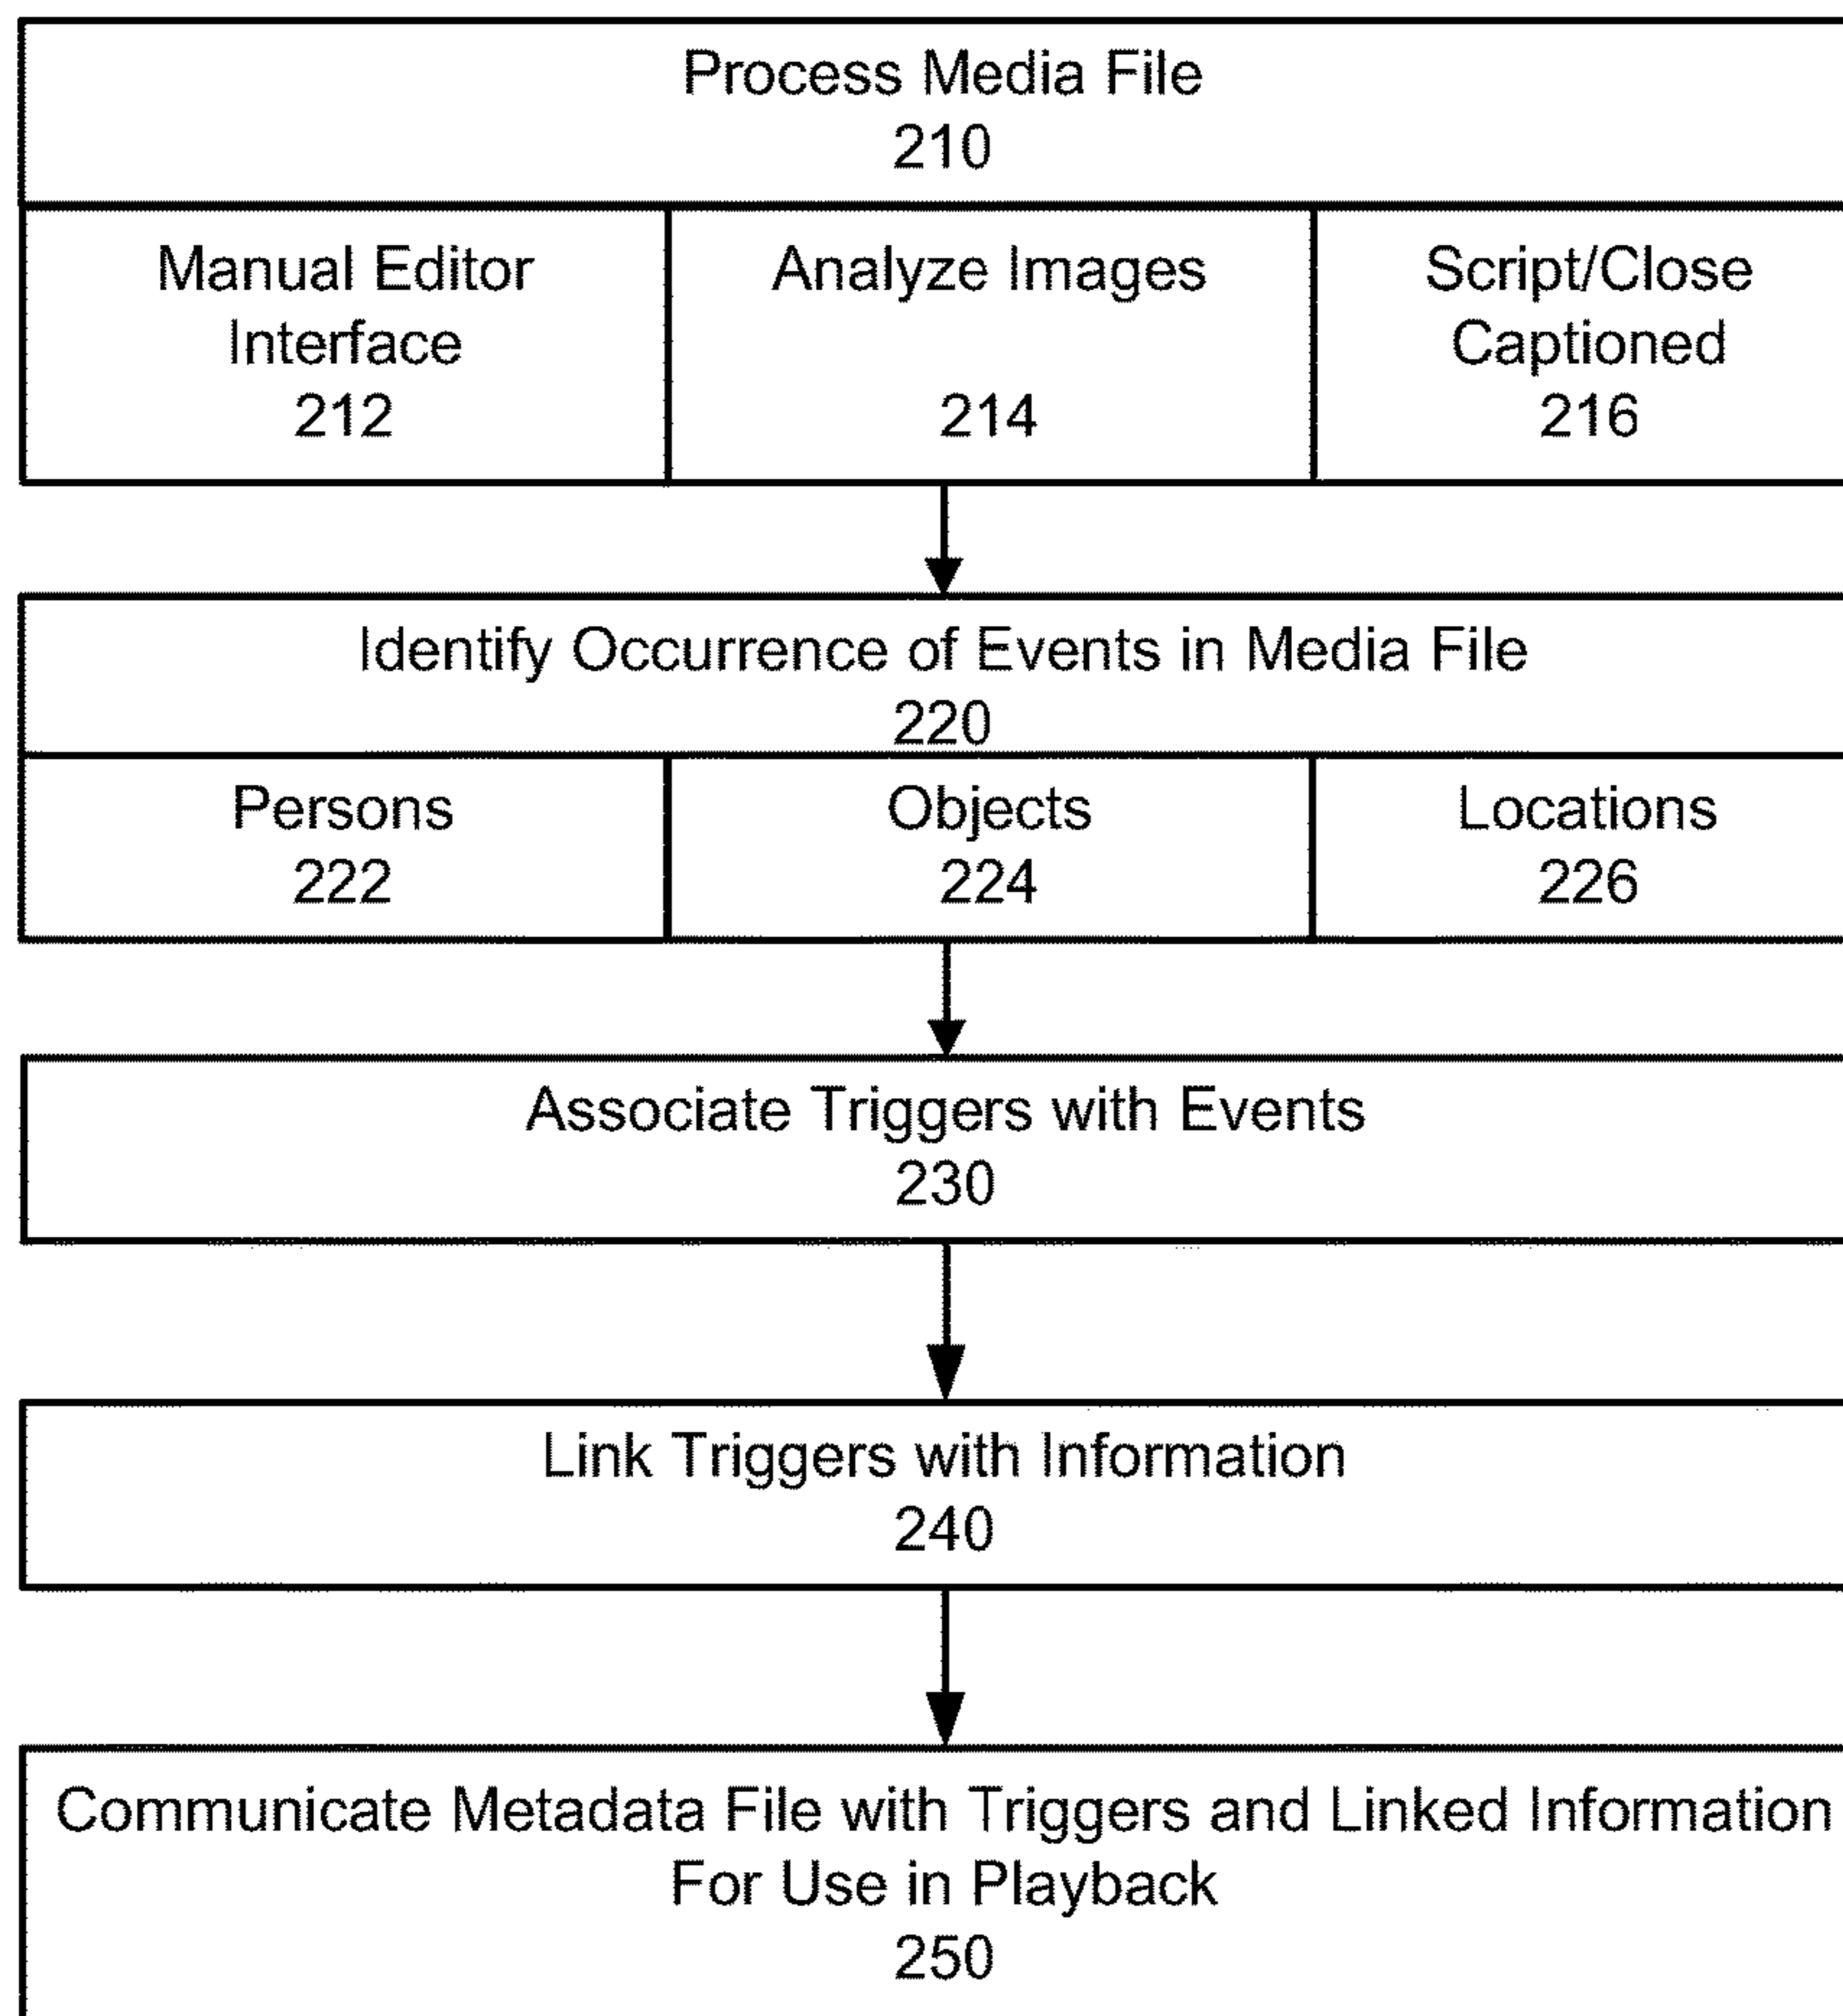 Process Media File
210
Manual Editor
Interface
212
Analyze Images
214
Script/Close
Captioned
216
Identify Occurrence of Events in Media File
220
Persons
222
Objects
224
Locations
226
Associate Triggers with Events
230
Link Triggers with Information
240
Communicate Metadata File with Triggers and Linked Information
For Use in Playback
250